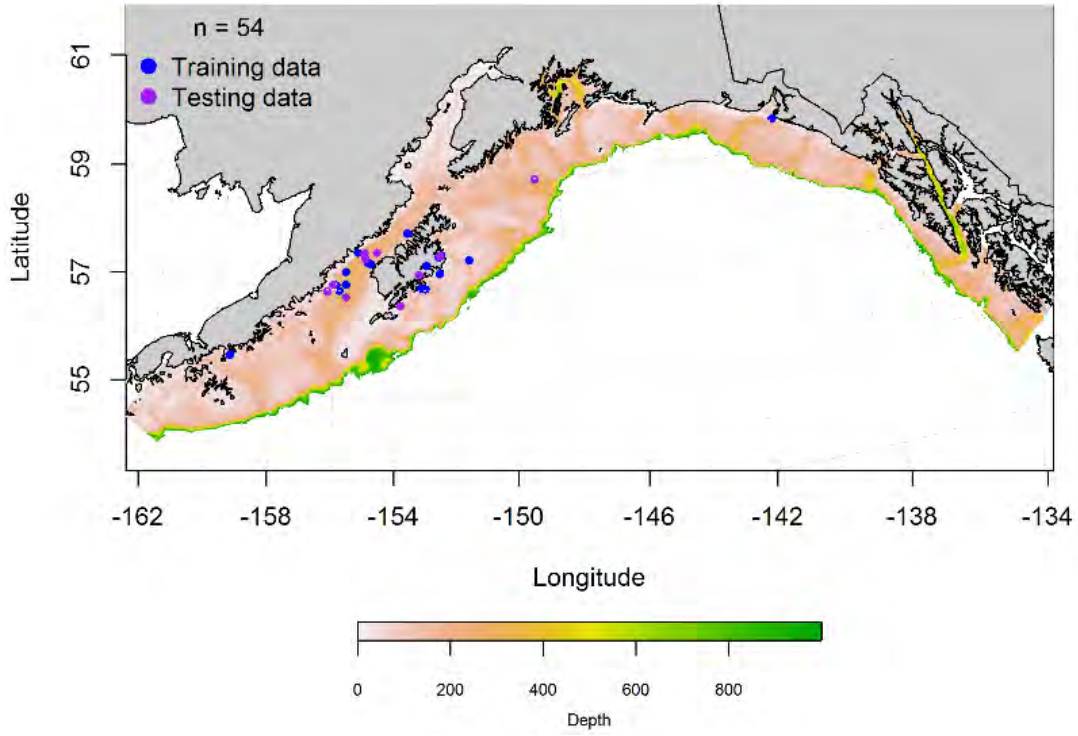 n = 54
Training data
Testing data
61
59
57
55
Latitude
-162 -158 -154 -150 -146 -142 -138 -134
Longitude
0 200 400 600 800
Depth